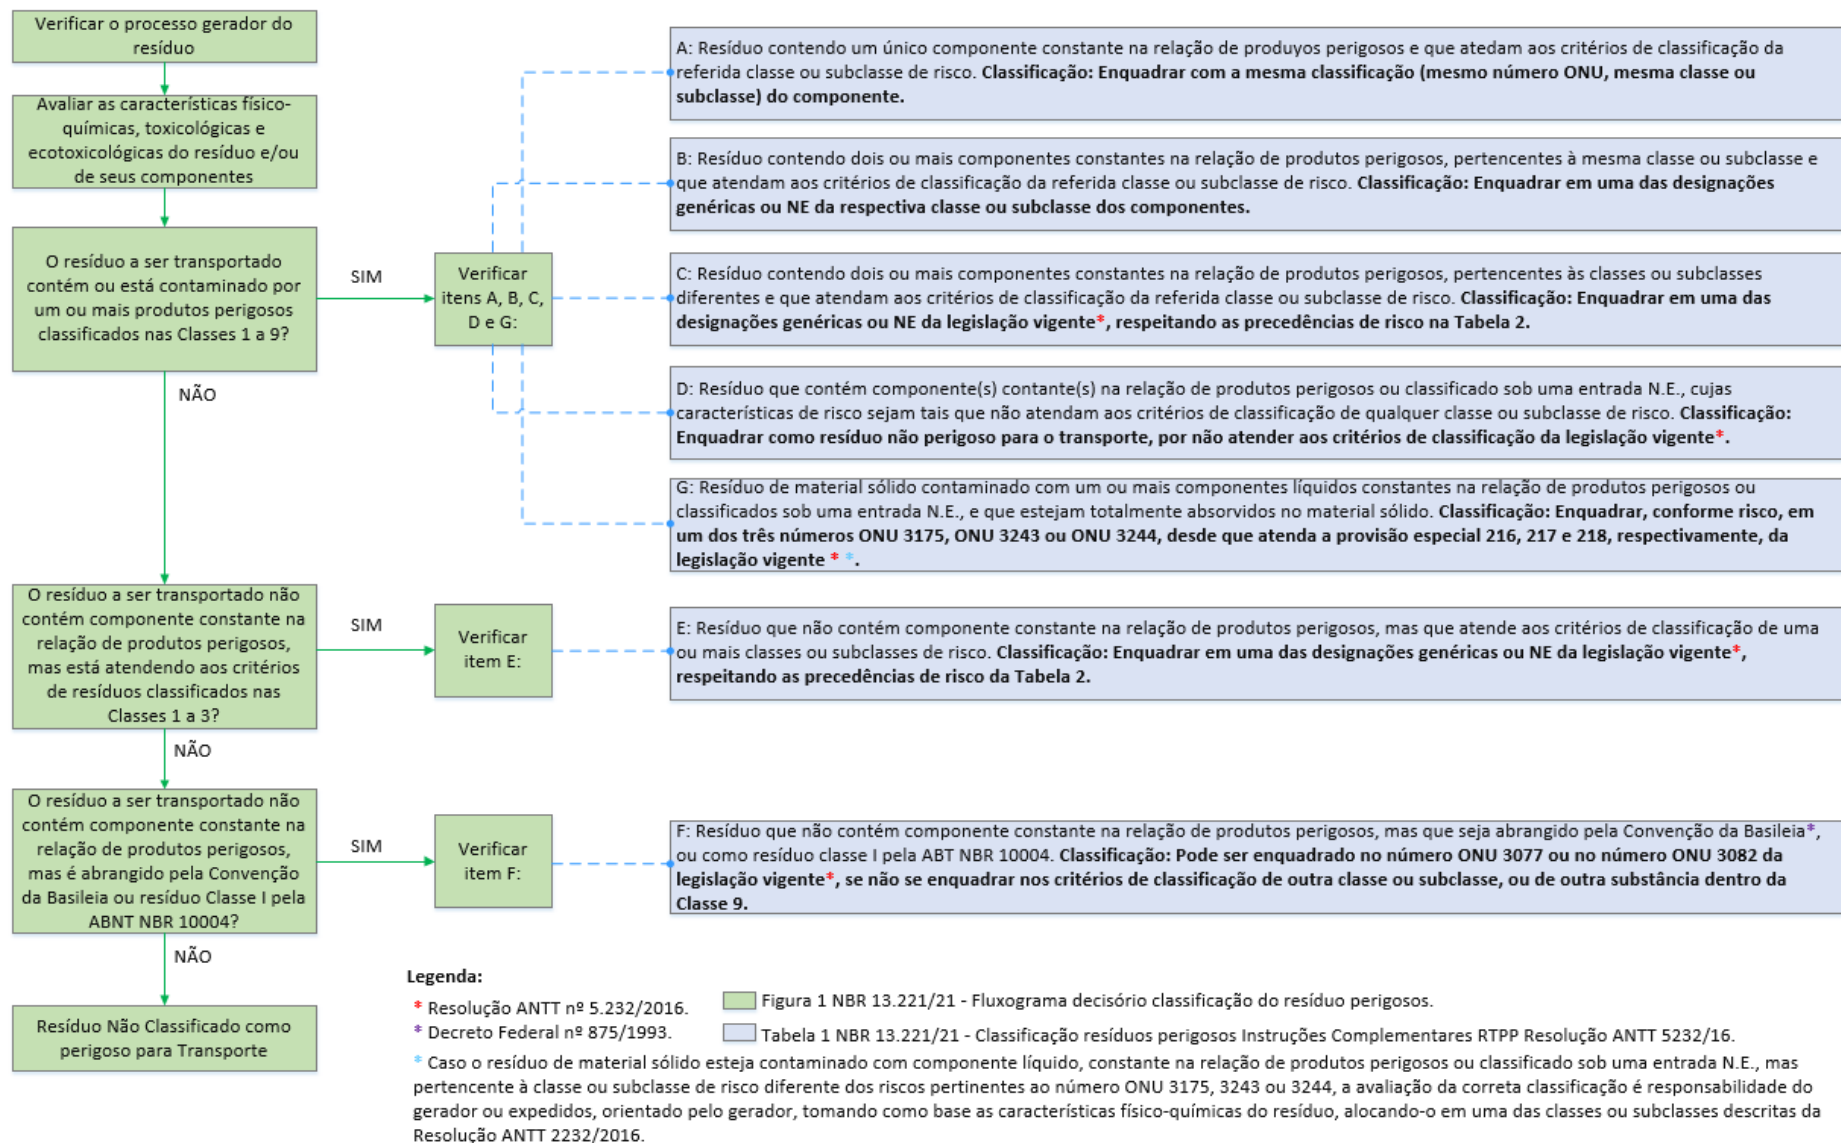 Verificar o processo gerador do
resíduo
Avaliar as características físico-
químicas, toxicológicas e
ecotoxicológicas do resíduo e/ou
de seus componentes
O resíduo a ser transportado
contém ou está contaminado por
um ou mais produtos perigosos
classificados nas Classes 1 a 9?
SIM
NÃO
Verificar
itens A, B, C,
D e G:
A: Resíduo contendo um único componente constante na relação de produyos perigosos e que atedam aos critérios de classificação da
referida classe ou subclasse de risco. Classificação: Enquadrar com a mesma classificação (mesmo número ONU, mesma classe ou
subclasse) do componente.
B: Resíduo contendo dois ou mais componentes constantes na relação de produtos perigosos, pertencentes à mesma classe ou subclasse e
que atendam aos critérios de classificação da referida classe ou subclasse de risco. Classificação: Enquadrar em uma das designações
genéricas ou NE da respectiva classe ou subclasse dos componentes.
C: Resíduo contendo dois ou mais componentes constantes na relação de produtos perigosos, pertencentes às classes ou subclasses
diferentes e que atendam aos critérios de classificação da referida classe ou subclasse de risco. Classificação: Enquadrar em uma das
designações genéricas ou NE da legislação vigente*, respeitando as precedências de risco na Tabela 2.
D: Resíduo que contém componente(s) contante(s) na relação de produtos perigosos ou classificado sob uma entrada N.E., cujas
características de risco sejam tais que não atendam aos critérios de classificação de qualquer classe ou subclasse de risco. Classificação:
Enquadrar como resíduo não perigoso para o transporte, por não atender aos critérios de classificação da legislação vigente*.
G: Resíduo de material sólido contaminado com um ou mais componentes líquidos constantes na relação de produtos perigosos ou
classificados sob uma entrada N.E., e que estejam totalmente absorvidos no material sólido. Classificação: Enquadrar, conforme risco, em
um dos três números ONU 3175, ONU 3243 ou ONU 3244, desde que atenda a provisão especial 216, 217 e 218, respectivamente, da
legislação vigente * *.
O resíduo a ser transportado não
contém componente constante na
relação de produtos perigosos,
mas está atendendo aos critérios
de resíduos classificados nas
Classes 1 a 3?
SIM
NÃO
Verificar
item E:
E: Resíduo que não contém componente constante na relação de produtos perigosos, mas que atende aos critérios de classificação de uma
ou mais classes ou subclasses de risco. Classificação: Enquadrar em uma das designações genéricas ou NE da legislação vigente*,
respeitando as precedências de risco da Tabela 2.
O resíduo a ser transportado não
contém componente constante na
relação de produtos perigosos,
mas é abrangido pela Convenção
da Basileia ou resíduo Classe I pela
ABNT NBR 10004?
SIM
NÃO
Verificar
item F:
F: Resíduo que não contém componente constante na relação de produtos perigosos, mas que seja abrangido pela Convenção da Basileia*,
ou como resíduo classe I pela ABT NBR 10004. Classificação: Pode ser enquadrado no número ONU 3077 ou no número ONU 3082 da
legislação vigente*, se não se enquadrar nos critérios de classificação de outra classe ou subclasse, ou de outra substância dentro da
Classe 9.
Resíduo Não Classificado como
perigoso para Transporte
Legenda:
* Resolução ANTT nº 5.232/2016.
* Decreto Federal nº 875/1993.
Figura 1 NBR 13.221/21 - Fluxograma decisório classificação do resíduo perigosos.
Tabela 1 NBR 13.221/21 - Classificação resíduos perigosos Instruções Complementares RTPP Resolução ANTT 5232/16.
* Caso o resíduo de material sólido esteja contaminado com componente líquido, constante na relação de produtos perigosos ou classificado sob uma entrada N.E., mas
pertencente à classe ou subclasse de risco diferente dos riscos pertinentes ao número ONU 3175, 3243 ou 3244, a avaliação da correta classificação é responsabilidade do
gerador ou expedidos, orientado pelo gerador, tomando como base as características físico-químicas do resíduo, alocando-o em uma das classes ou subclasses descritas da
Resolução ANTT 2232/2016.